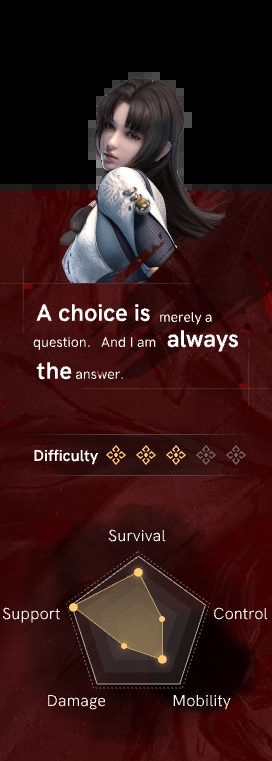 A choice is merely a
question. And I am always
the answer.
Difficulty
Survival
Support
Control
Damage
Mobility